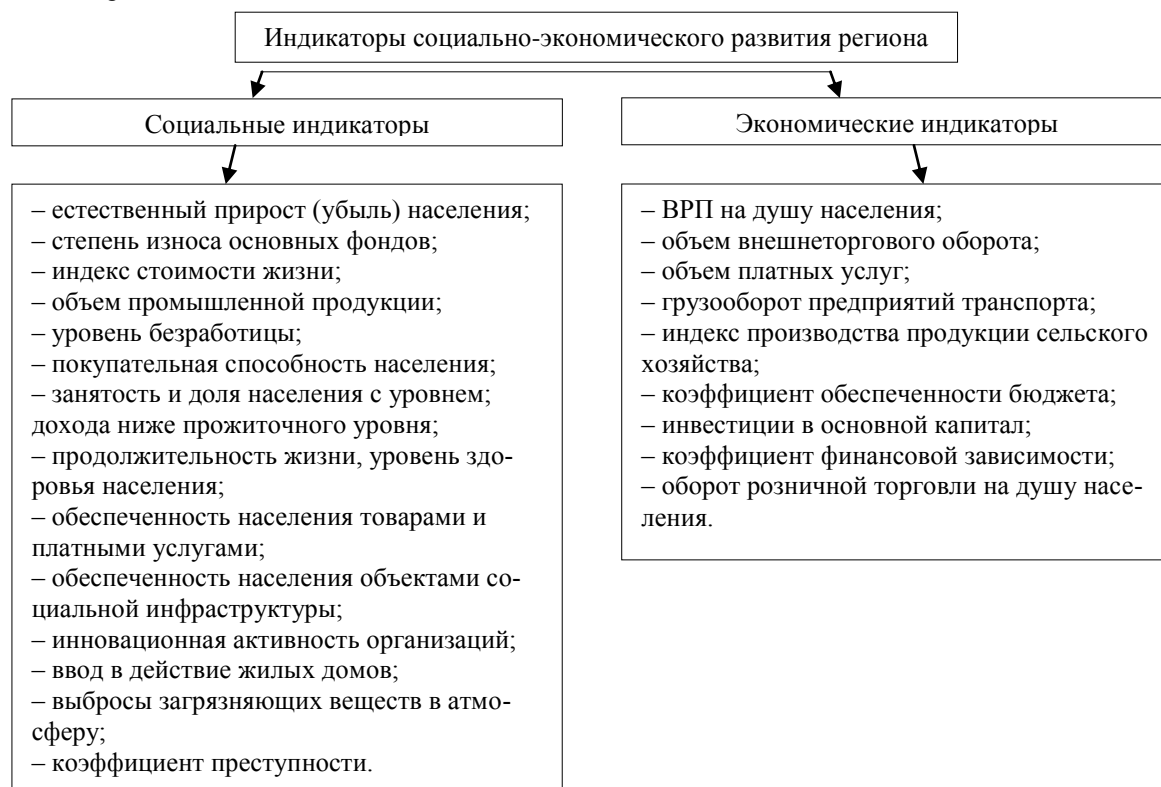 Индикаторы социально-экономического развития региона
Социальные индикаторы
– естественный прирост (убыль) населения;
– степень износа основных фондов;
– индекс стоимости жизни;
– объем промышленной продукции;
– уровень безработицы;
– покупательная способность населения;
– занятость и доля населения с уровнем;
дохода ниже прожиточного уровня;
– продолжительность жизни, уровень здо-
ровья населения;
– обеспеченность населения товарами и
платными услугами;
– обеспеченность населения объектами со-
циальной инфраструктуры;
– инновационная активность организаций;
– ввод в действие жилых домов;
– выбросы загрязняющих веществ в атмо-
сферу;
– коэффициент преступности.
Экономические индикаторы
– ВРП на душу населения;
– объем внешнеторгового оборота;
– объем платных услуг;
– грузооборот предприятий транспорта;
– индекс производства продукции сельского
хозяйства;
– коэффициент обеспеченности бюджета;
– инвестиции в основной капитал;
– коэффициент финансовой зависимости;
– оборот розничной торговли на душу насе-
ления.